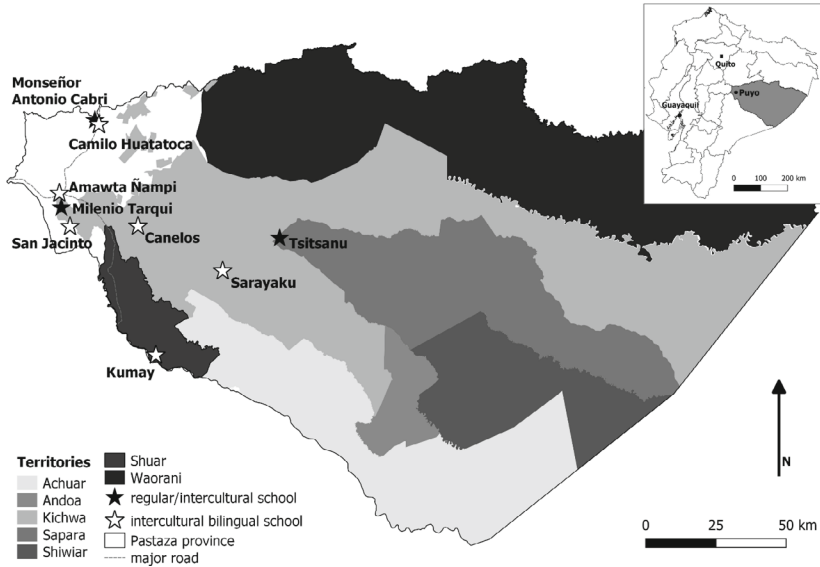 Monseñor
Antonio Cabri
Camilo Huatatoca
Amawta Ñampi
Milenio Tarqui
San Jacinto
Canelos
Tsitsanu
Sarayaku
Kumay
Quito
Puyo
Guayaquil
0 100 200 km
Territories
Achuar
Andoa
Kichwa
Sapara
Shiwiar
Shuar
Waorani
regular/intercultural school
intercultural bilingual school
Pastaza province
major road
N
0 25 50 km